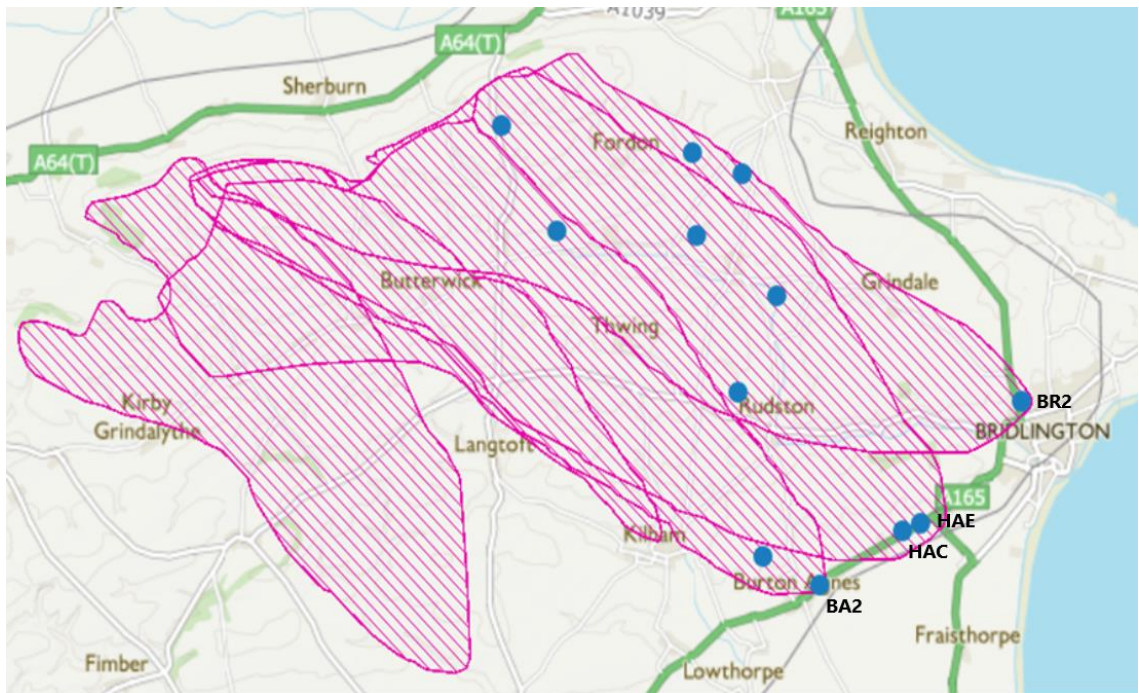 A1039
A165
A64(T)
Sherburn
Reighton
Fordon
A64(T)
Butterwick
Grindale
Thwing
Kirby
Grindalythe
Rudston
BR2
BRIDLINGTON
Langtoft
A165
HAE
Kilham
HAC
Burton Agnes
BA2
Fraisthorpe
Fimber
Lowthorpe